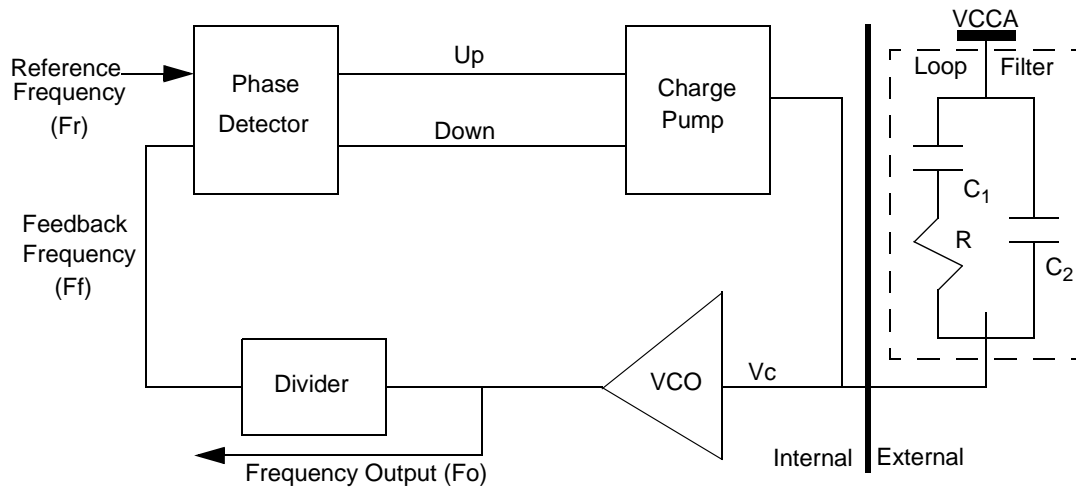 VCCA
Loop Filter
Reference
Frequency
(Fr)
Phase
Detector
Up
Down
Charge
Pump
C1
R
C2
Feedback
Frequency
(Ff)
Divider
VCO
Vc
Frequency Output (Fo)
Internal
External